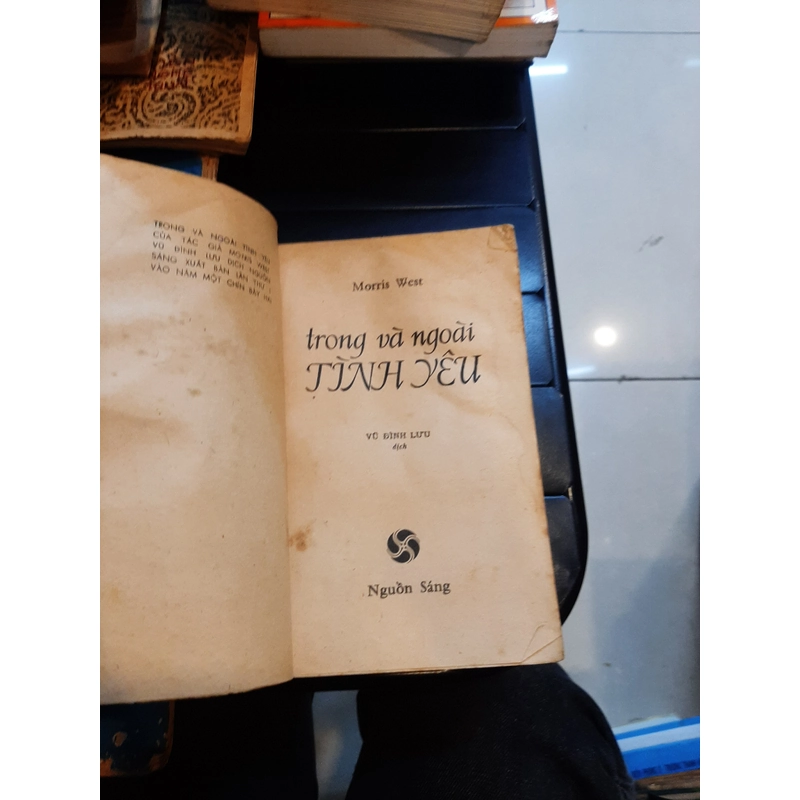 TRONG VÀ NGOÀI TÌNH YÊU
CỦA TÁC GIẢ MORRIS WEST
VŨ ĐÌNH LƯU DỊCH NGUỒN
SÁNG XUẤT BẢN LẦN THỨ
VÀO NĂM MỘT GHÌN BẢY
Morris West
trong và ngoài
TÌNH YÊU
VŨ ĐÌNH LƯU
dịch
Nguồn Sáng